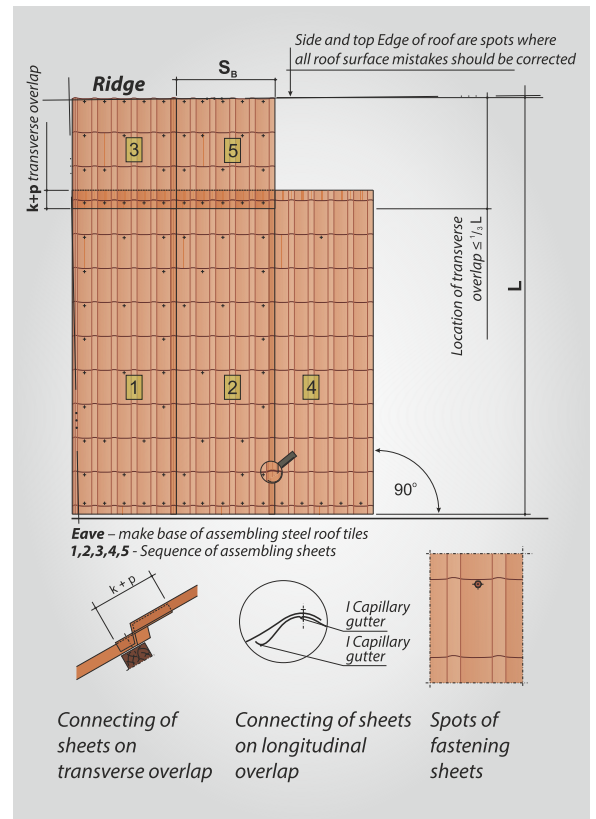 Side and top Edge of roof are spots where
all roof surface mistakes should be corrected
S_B
Ridge
k+p transverse overlap
3
5
Location of transverse
overlap ≤ 1/3 L
L
1
2
4
90°
Eave – make base of assembling steel roof tiles
1,2,3,4,5 - Sequence of assembling sheets
k + p
I Capillary
gutter
I Capillary
gutter
Connecting of
sheets on
transverse overlap
Connecting of sheets
on longitudinal
overlap
Spots of
fastening
sheets